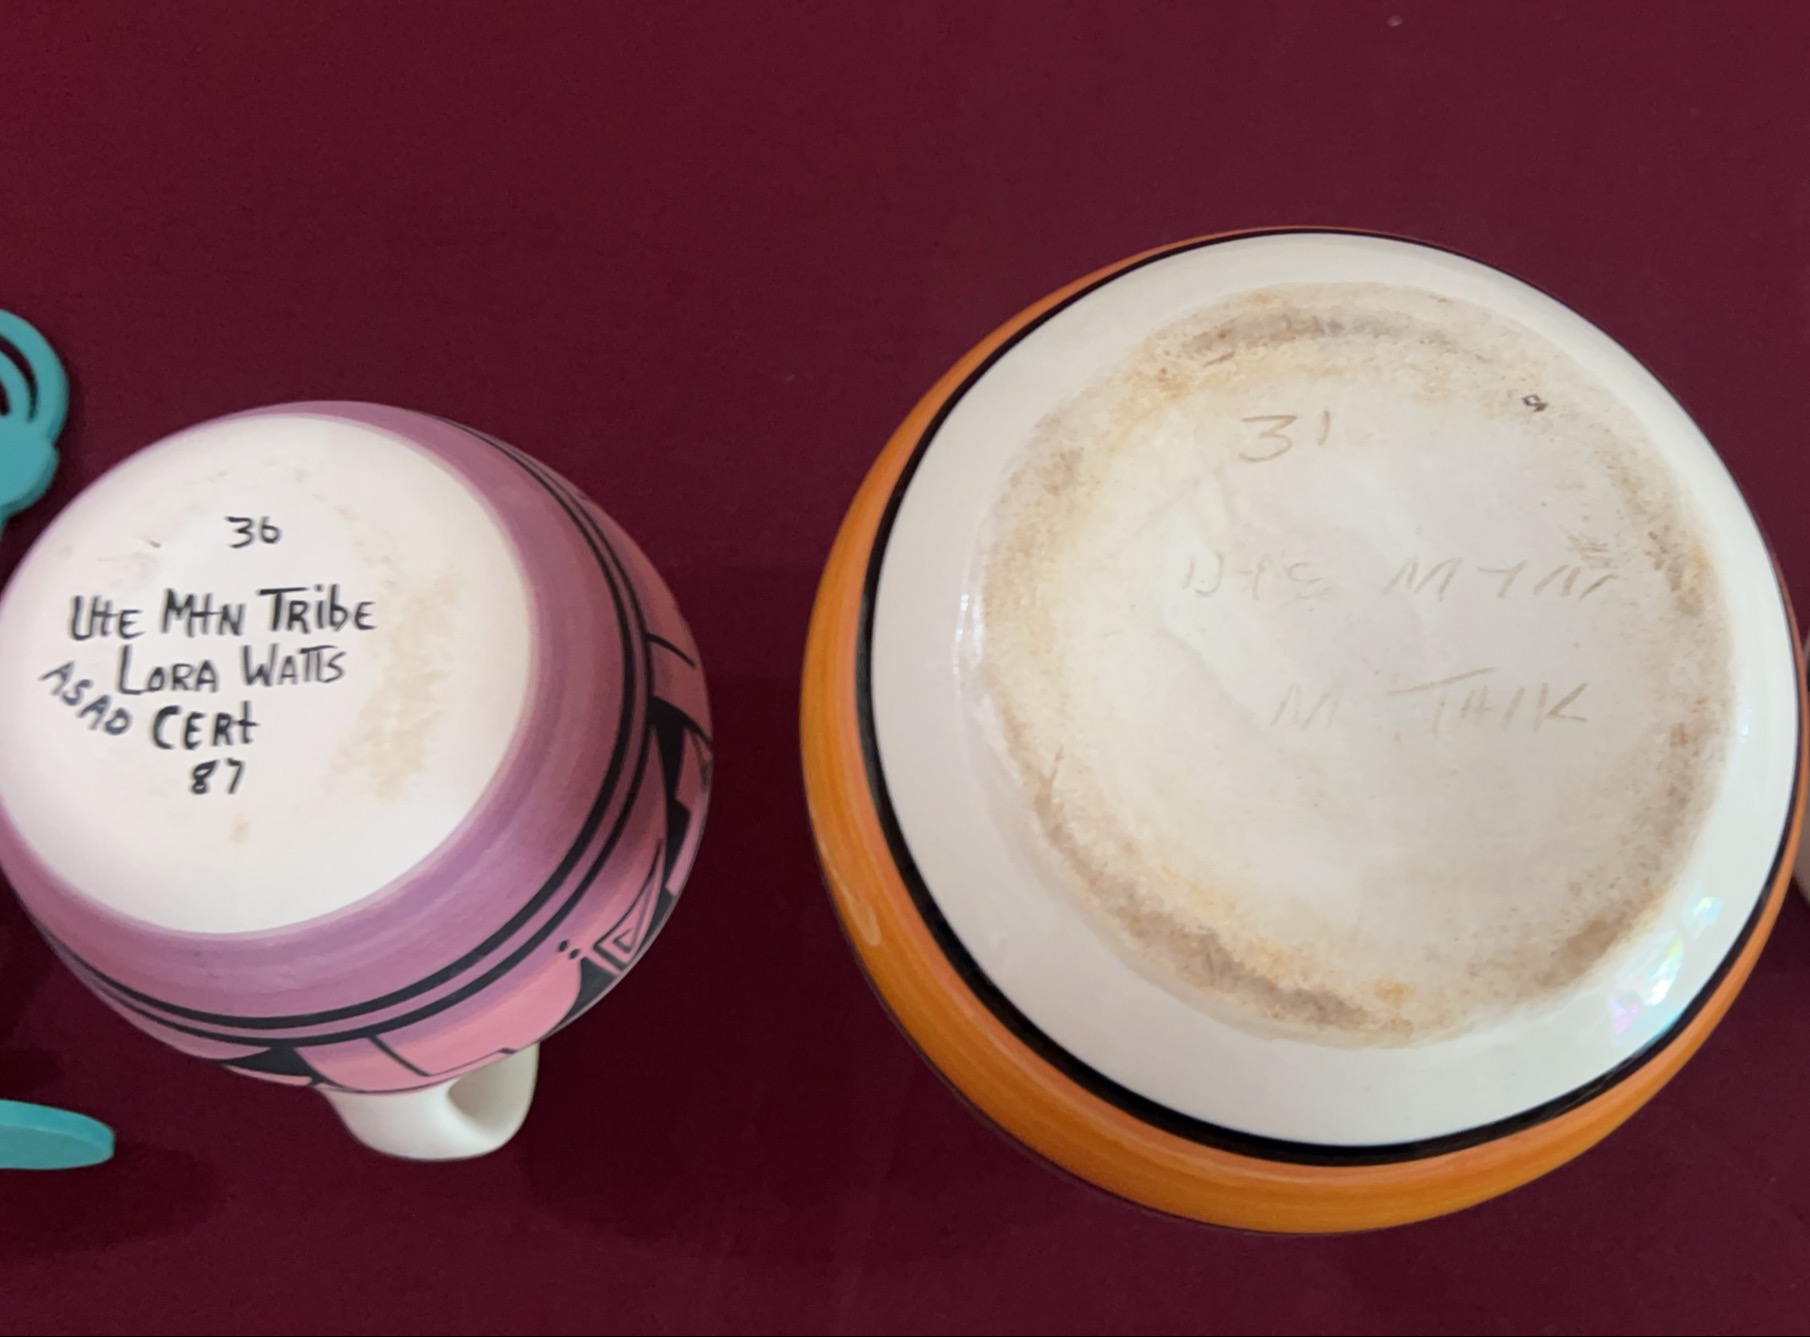 36
Ute Mtn Tribe
Lora Watts
ASAD Cert
87
31